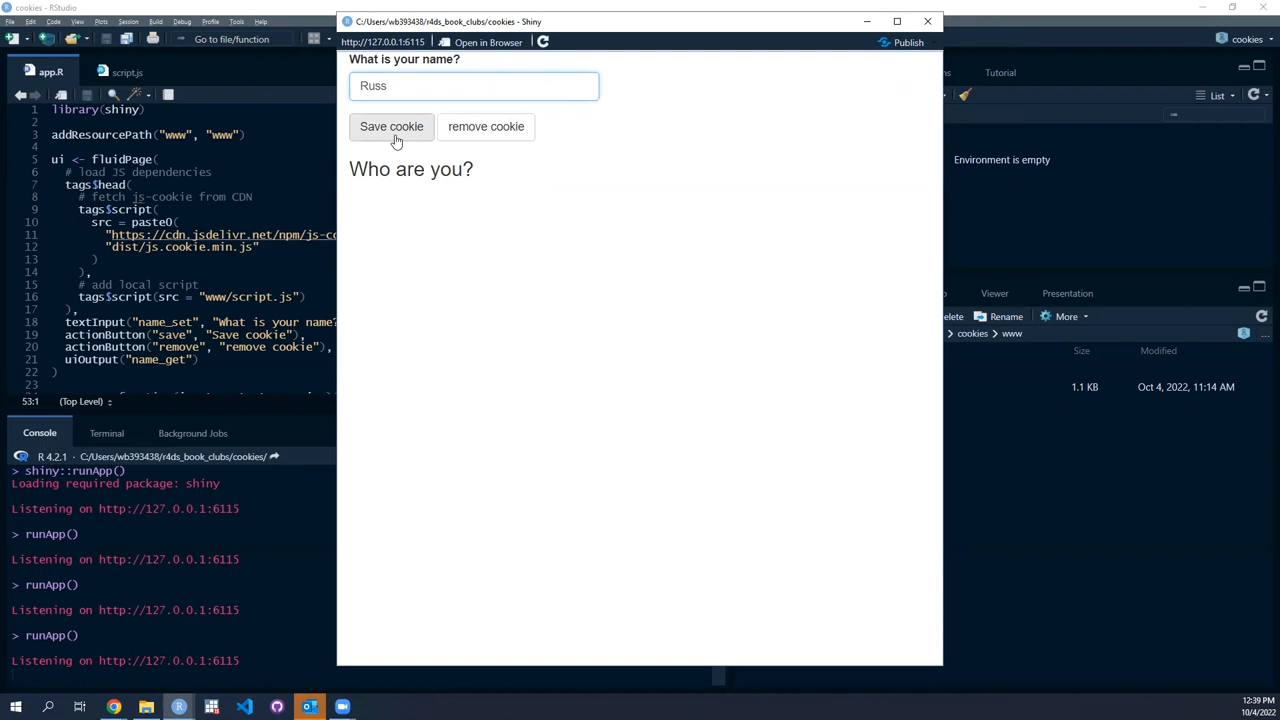 cookies - RStudio
File Edit Code View Plots Session Build Debug Profile Tools Help
Go to file/function
cookies
app.R
script.js
1 library(shiny)
2
3 addResourcePath("www", "www")
4
5 ui <- fluidPage(
6 # load JS dependencies
7 tags$head(
8 # fetch js-cookie from CDN
9 tags$script(
10 src = paste0(
11 "https://cdn.jsdelivr.net/npm/js-co
12 "dist/js.cookie.min.js"
13 )
14 ),
15 # add local script
16 tags$script(src = "www/script.js")
17 ),
18 textInput("name_set", "What is your name?
19 actionButton("save", "Save cookie"),
20 actionButton("remove", "remove cookie"),
21 uiOutput("name_get")
22 )
23
53:1 (Top Level)
Console Terminal Background Jobs
R 4.2.1 · C:/Users/wb393438/r4ds_book_clubs/cookies/
> shiny::runApp()
Loading required package: shiny
Listening on http://127.0.0.1:6115
> runApp()
Listening on http://127.0.0.1:6115
> runApp()
Listening on http://127.0.0.1:6115
> runApp()
Listening on http://127.0.0.1:6115
C:/Users/wb393438/r4ds_book_clubs/cookies - Shiny
http://127.0.0.1:6115 Open in Browser Publish
What is your name?
Russ
Save cookie remove cookie
Who are you?
ns Tutorial
List
Environment is empty
Viewer Presentation
elete Rename More
cookies www
Size Modified
1.1 KB Oct 4, 2022, 11:14 AM
12:39 PM
10/4/2022